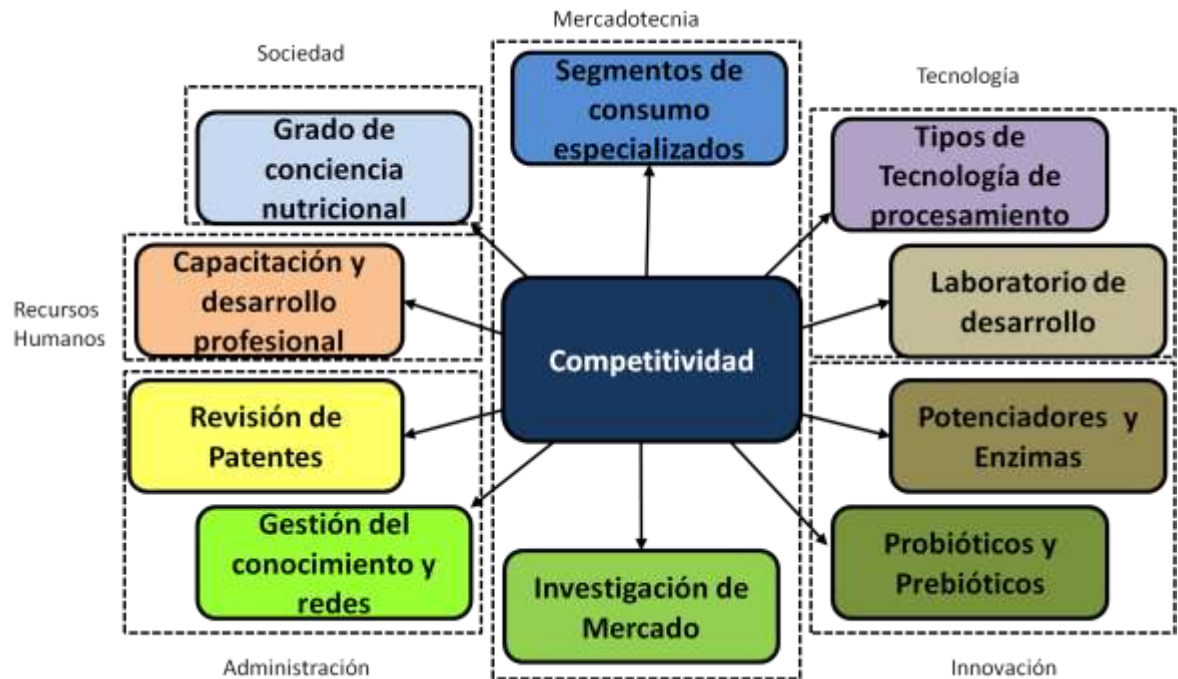 Mercadotecnia
Sociedad
Tecnología
Segmentos de
consumo
especializados
Grado de
conciencia
nutricional
Tipos de
Tecnología de
procesamiento
Capacitación y
desarrollo
profesional
Recursos
Humanos
Laboratorio de
desarrollo
Competitividad
Revisión de
Patentes
Potenciadores y
Enzimas
Gestión del
conocimiento y
redes
Investigación de
Mercado
Probióticos y
Prebióticos
Administración
Innovación